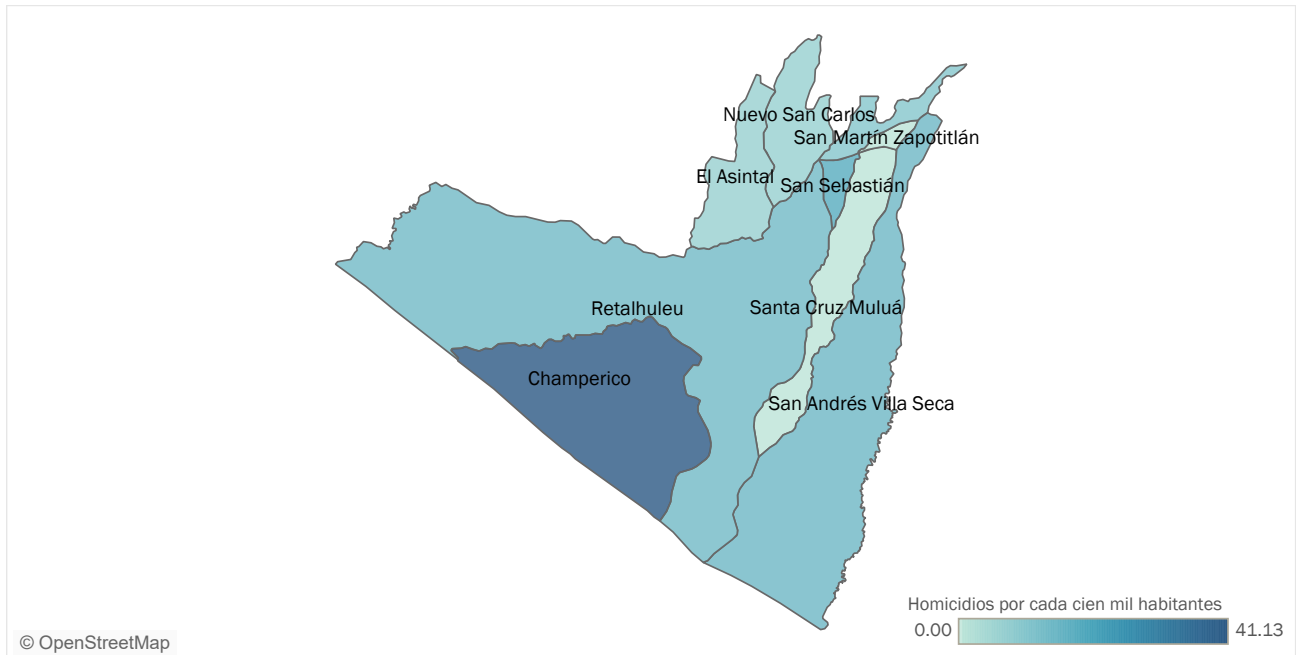 Nuevo San Carlos
San Martín Zapotitlán
El Asintal
San Sebastián
Retalhuleu
Santa Cruz Muluá
Champerico
San Andrés Villa Seca
Homicidios por cada cien mil habitantes
0.00
41.13
© OpenStreetMap